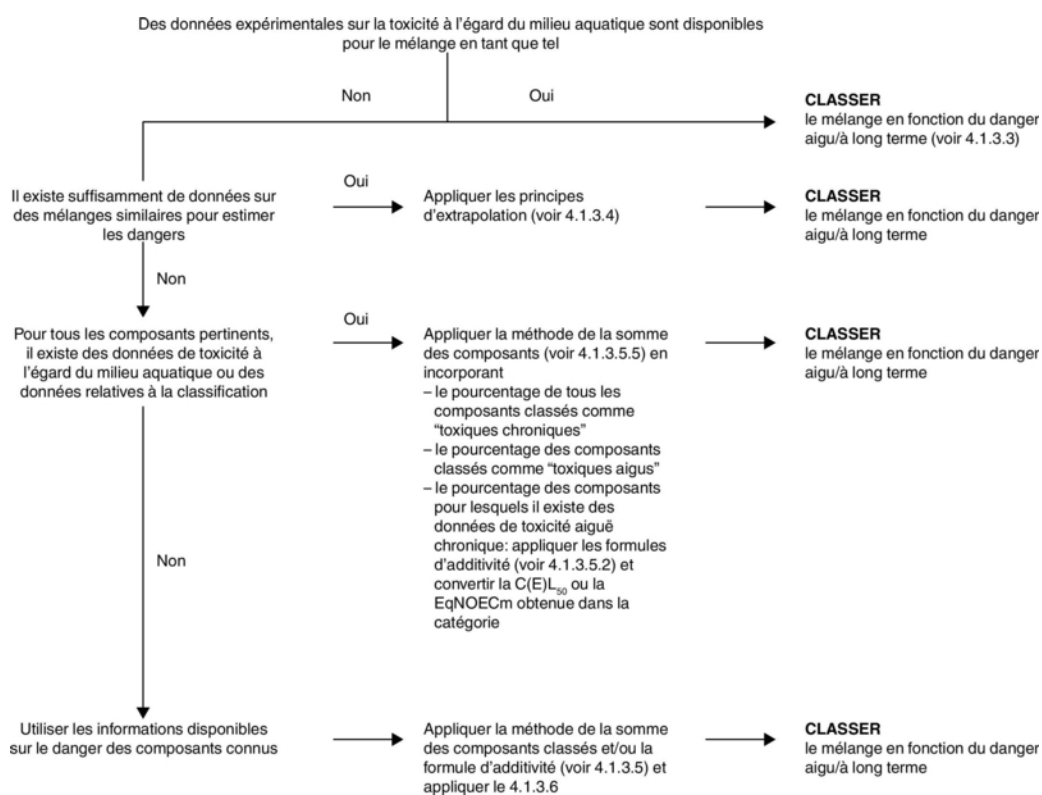 Des données expérimentales sur la toxicité à l'égard du milieu aquatique sont disponibles
pour le mélange en tant que tel
Non
Oui
CLASSER
le mélange en fonction du danger
aigu/à long terme (voir 4.1.3.3)
Il existe suffisamment de données sur
des mélanges similaires pour estimer
les dangers
Oui
Appliquer les principes
d'extrapolation (voir 4.1.3.4)
CLASSER
le mélange en fonction du danger
aigu/à long terme
Non
Pour tous les composants pertinents,
il existe des données de toxicité à
l'égard du milieu aquatique ou des
données relatives à la classification
Oui
Appliquer la méthode de la somme
des composants (voir 4.1.3.5.5) en
incorporant
– le pourcentage de tous les
composants classés comme
“toxiques chroniques”
– le pourcentage des composants
classés comme “toxiques aigus”
– le pourcentage des composants
pour lesquels il existe des
données de toxicité aiguë
chronique: appliquer les formules
d'additivité (voir 4.1.3.5.2) et
convertir la C(E)L50 ou la
EqNOECm obtenue dans la
catégorie
CLASSER
le mélange en fonction du danger
aigu/à long terme
Non
Utiliser les informations disponibles
sur le danger des composants connus
Appliquer la méthode de la somme
des composants classés et/ou la
formule d'additivité (voir 4.1.3.5) et
appliquer le 4.1.3.6
CLASSER
le mélange en fonction du danger
aigu/à long terme